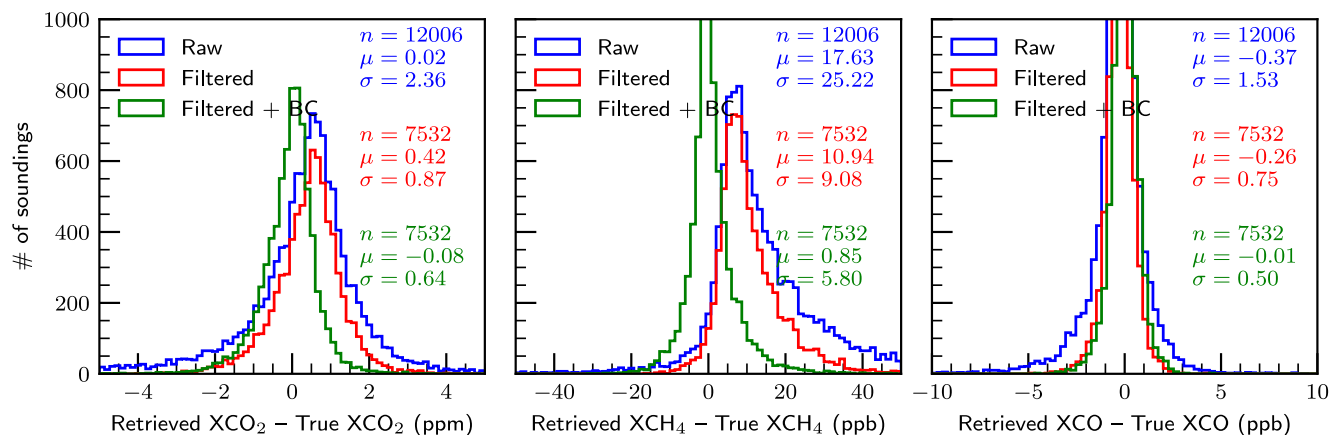 # of soundings
1000
800
600
400
200
0
Raw
Filtered
Filtered + BC
n = 12006
μ = 0.02
σ = 2.36
n = 7532
μ = 0.42
σ = 0.87
n = 7532
μ = −0.08
σ = 0.64
−4 −2 0 2 4
Retrieved XCO₂ – True XCO₂ (ppm)
Raw
Filtered
Filtered + BC
n = 12006
μ = 17.63
σ = 25.22
n = 7532
μ = 10.94
σ = 9.08
n = 7532
μ = 0.85
σ = 5.80
−40 −20 0 20 40
Retrieved XCH₄ – True XCH₄ (ppb)
Raw
Filtered
Filtered + BC
n = 12006
μ = −0.37
σ = 1.53
n = 7532
μ = −0.26
σ = 0.75
n = 7532
μ = −0.01
σ = 0.50
−10 −5 0 5 10
Retrieved XCO – True XCO (ppb)